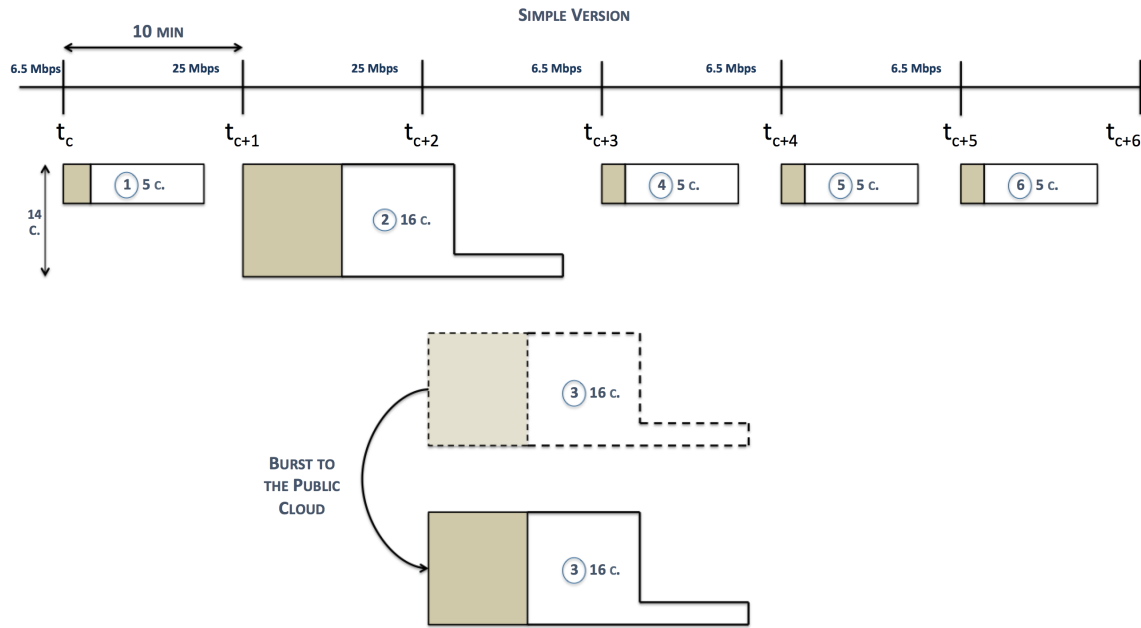 SIMPLE VERSION
10 MIN
6.5 Mbps 25 Mbps 25 Mbps 6.5 Mbps 6.5 Mbps 6.5 Mbps
tc tc+1 tc+2 tc+3 tc+4 tc+5 tc+6
1 5 C. 4 5 C. 5 5 C. 6 5 C.
14
C.
2 16 C.
3 16 C.
BURST TO
THE PUBLIC
CLOUD
3 16 C.